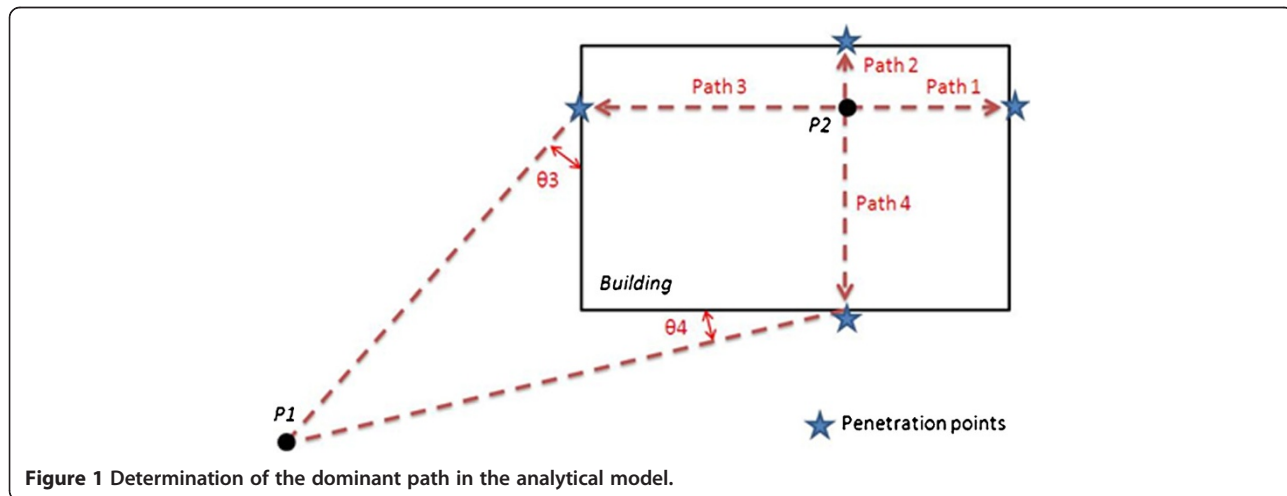 Path 2
Path 3
Path 1
P2
θ3
Path 4
Building
θ4
P1
Penetration points
Figure 1 Determination of the dominant path in the analytical model.